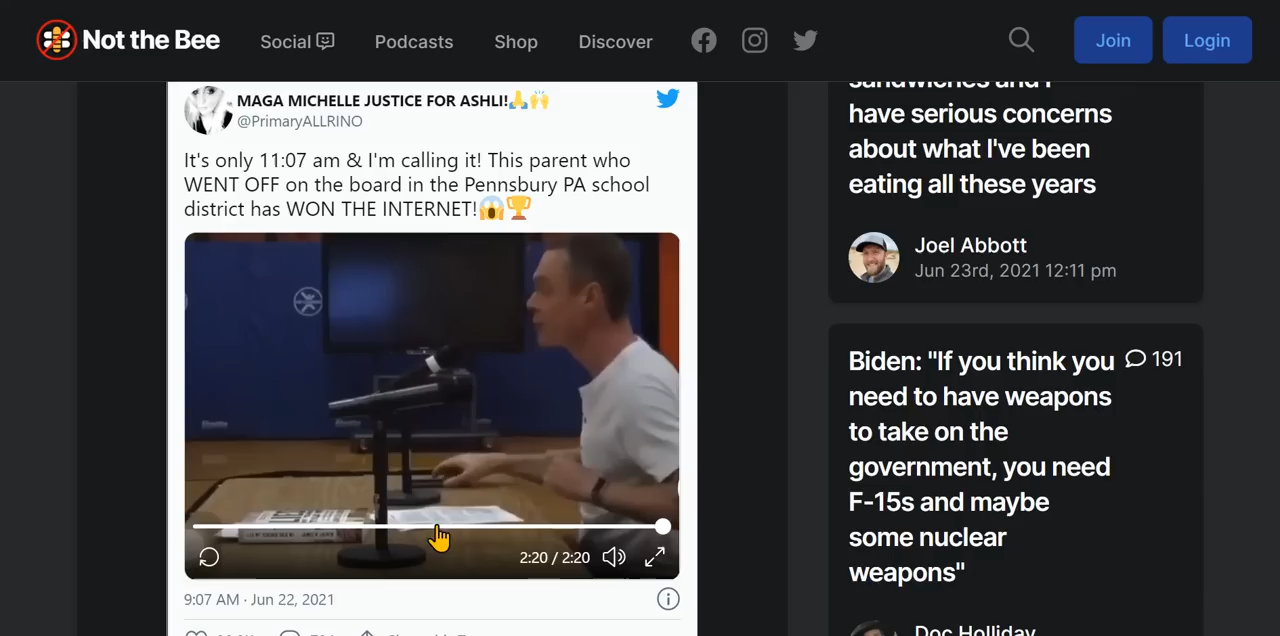 Not the Bee
Social
Podcasts
Shop
Discover
Join
Login
MAGA MICHELLE JUSTICE FOR ASHLI!🙏🙌
@PrimaryALLRINO
It's only 11:07 am & I'm calling it! This parent who
WENT OFF on the board in the Pennsbury PA school
district has WON THE INTERNET!😱🏆
2:20 / 2:20
9:07 AM · Jun 22, 2021
sandwiches and I
have serious concerns
about what I've been
eating all these years
Joel Abbott
Jun 23rd, 2021 12:11 pm
Biden: "If you think you
191
need to have weapons
to take on the
government, you need
F-15s and maybe
some nuclear
weapons"
Doc Holliday